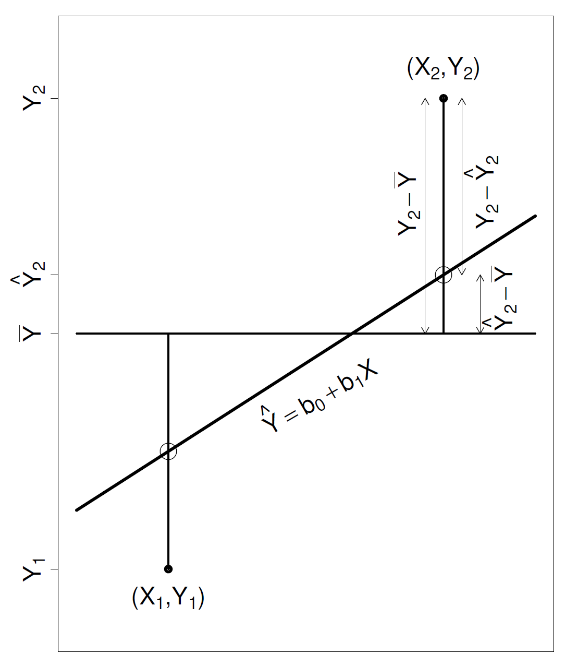 (X₂,Y₂)
Y₂
Y₂ − Y̅
Y₂ − Ŷ₂
Ŷ₂
Ŷ₂ − Y̅
Y̅
Ŷ = b₀ + b₁X
Y₁
(X₁,Y₁)